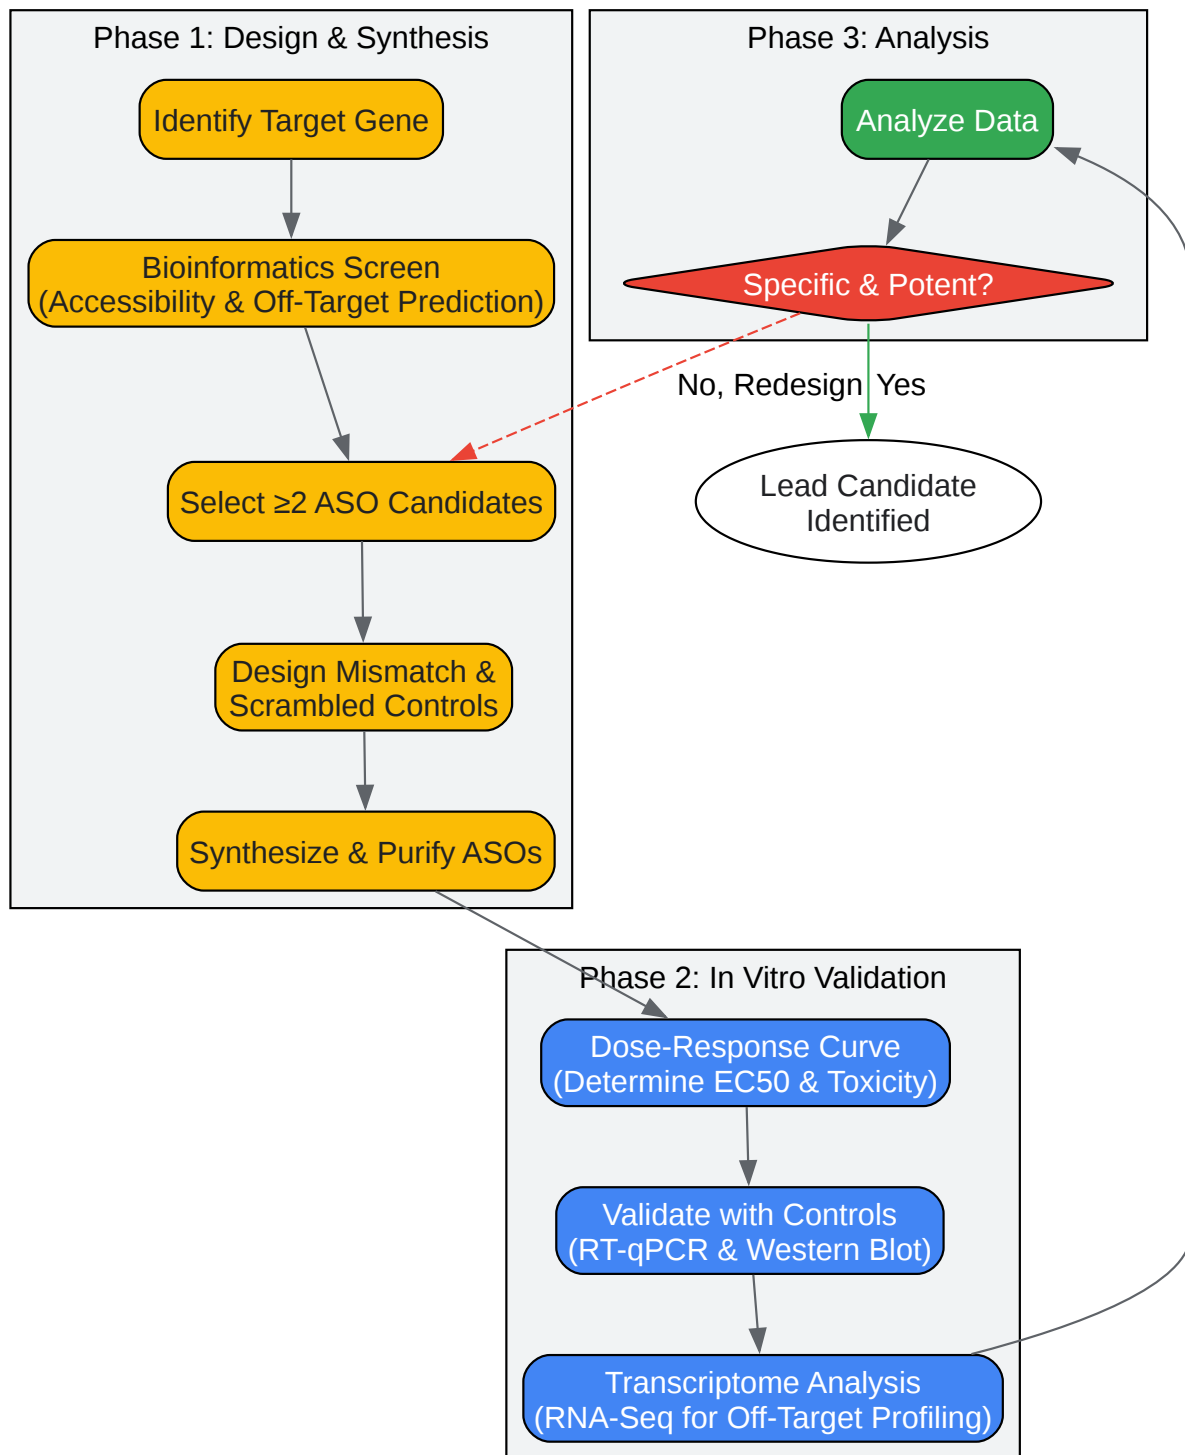 Phase 1: Design & Synthesis
Identify Target Gene
Bioinformatics Screen
(Accessibility & Off-Target Prediction)
Select ≥2 ASO Candidates
Design Mismatch &
Scrambled Controls
Synthesize & Purify ASOs
Phase 2: In Vitro Validation
Dose-Response Curve
(Determine EC50 & Toxicity)
Validate with Controls
(RT-qPCR & Western Blot)
Transcriptome Analysis
(RNA-Seq for Off-Target Profiling)
Phase 3: Analysis
Analyze Data
Specific & Potent?
No, Redesign
Yes
Lead Candidate
Identified